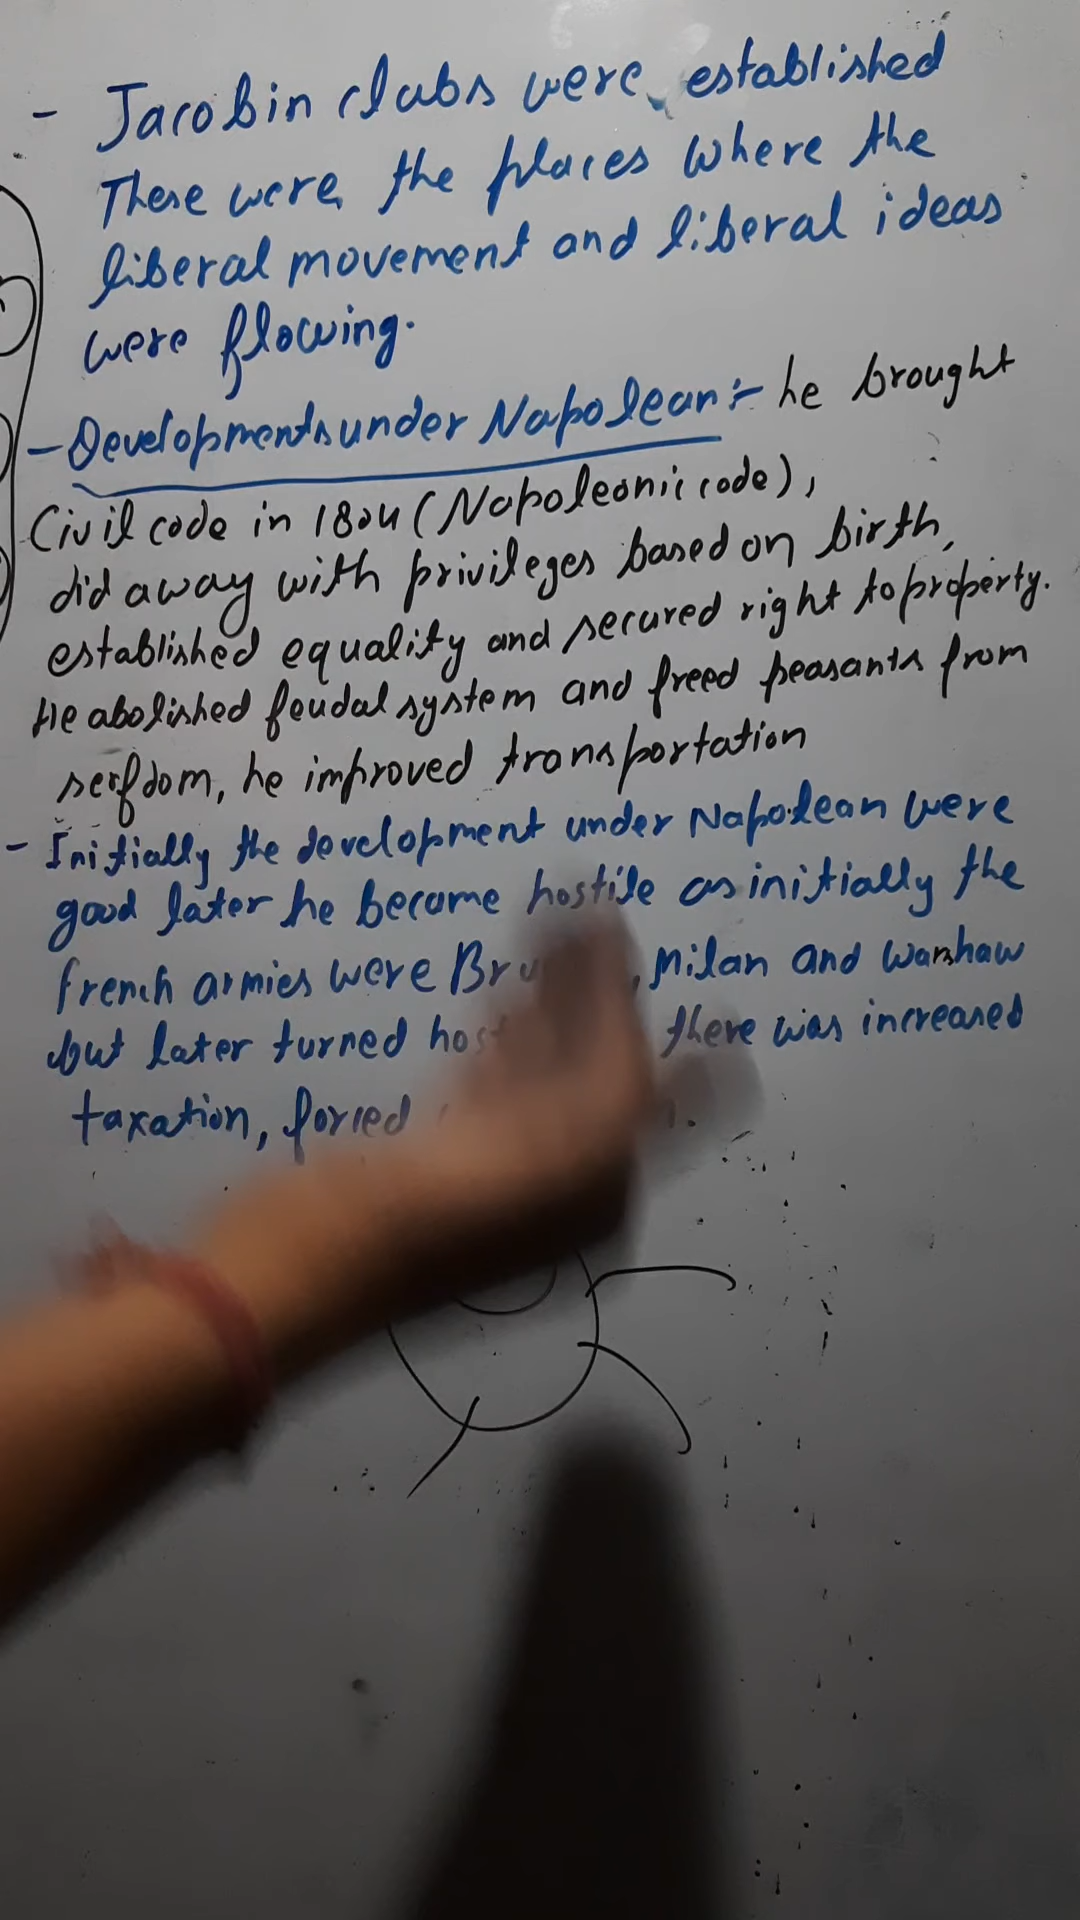 - Jacobin clubs were established
These were the places where the
liberal movement and liberal ideas
were flowing.
- Developments under Napolean :- he brought
Civil code in 1804 (Napoleonic code),
did away with privileges based on birth,
established equality and secured right to property.
He abolished feudal system and freed peasants from
serfdom, he improved transportation
- Initially the development under Napolean were
good later he became hostile as initially the
french armies were Milan and Warshaw
but later turned there was increased
taxation, forced